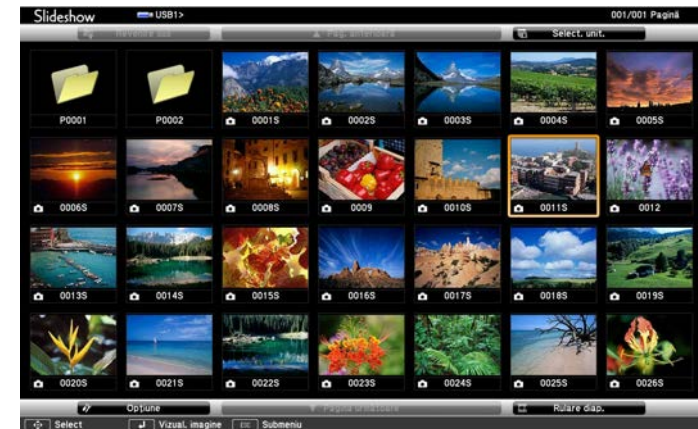 Slideshow USB1> 001/001 Pagină
Revenire sus Pag. anterioară Select. unit.
P0001 P0002 0001S 0002S 0003S 0004S 0005S
0006S 0007S 0008S 0009 0010S 0011S 0012
0013S 0014S 0015S 0016S 0017S 0018S 0019S
0020S 0021S 0022S 0023S 0024S 0025S 0026S
Opţiune Pagina următoare Rulare diap.
Select Vizual. imagine Esc Submeniu